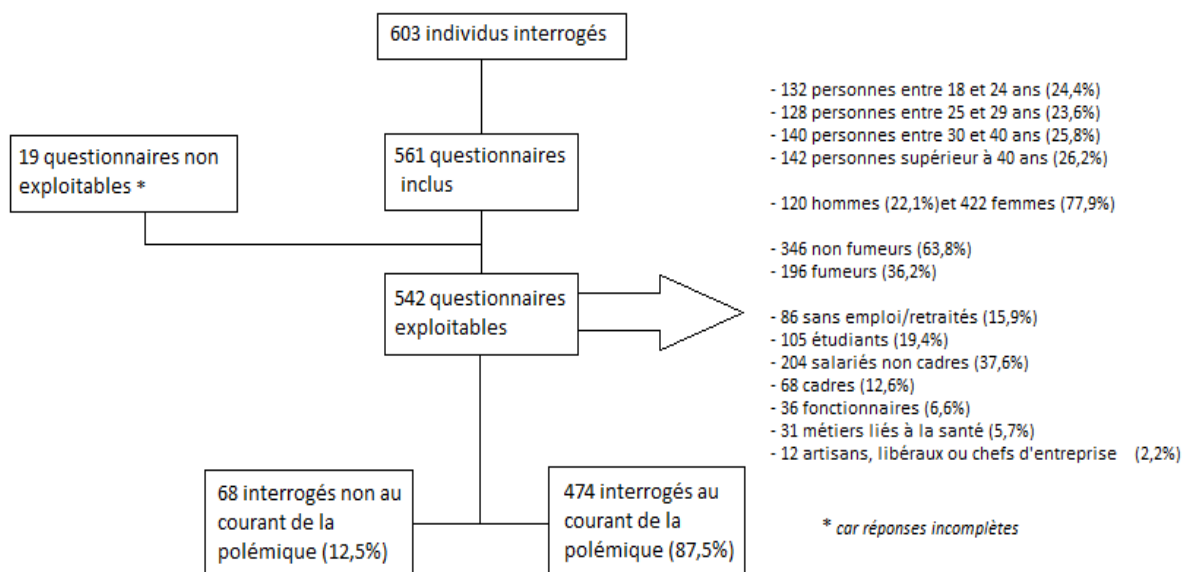 603 individus interrogés
19 questionnaires non
exploitables *
561 questionnaires
inclus
542 questionnaires
exploitables
- 132 personnes entre 18 et 24 ans (24,4%)
- 128 personnes entre 25 et 29 ans (23,6%)
- 140 personnes entre 30 et 40 ans (25,8%)
- 142 personnes supérieur à 40 ans (26,2%)
- 120 hommes (22,1%)et 422 femmes (77,9%)
- 346 non fumeurs (63,8%)
- 196 fumeurs (36,2%)
- 86 sans emploi/retraités (15,9%)
- 105 étudiants (19,4%)
- 204 salariés non cadres (37,6%)
- 68 cadres (12,6%)
- 36 fonctionnaires (6,6%)
- 31 métiers liés à la santé (5,7%)
- 12 artisans, libéraux ou chefs d'entreprise (2,2%)
68 interrogés non au
courant de la
polémique (12,5%)
474 interrogés au
courant de la
polémique (87,5%)
* car réponses incomplètes